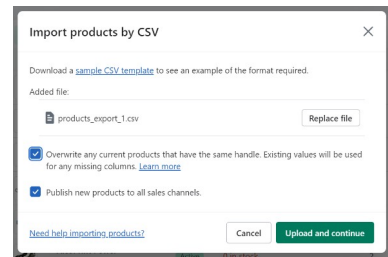 Import products by CSV
Download a sample CSV template to see an example of the format required.
Added file:
products_export_1.csv
Replace file
Overwrite any current products that have the same handle. Existing values will be used
for any missing columns. Learn more
Publish new products to all sales channels.
Need help importing products?
Cancel
Upload and continue